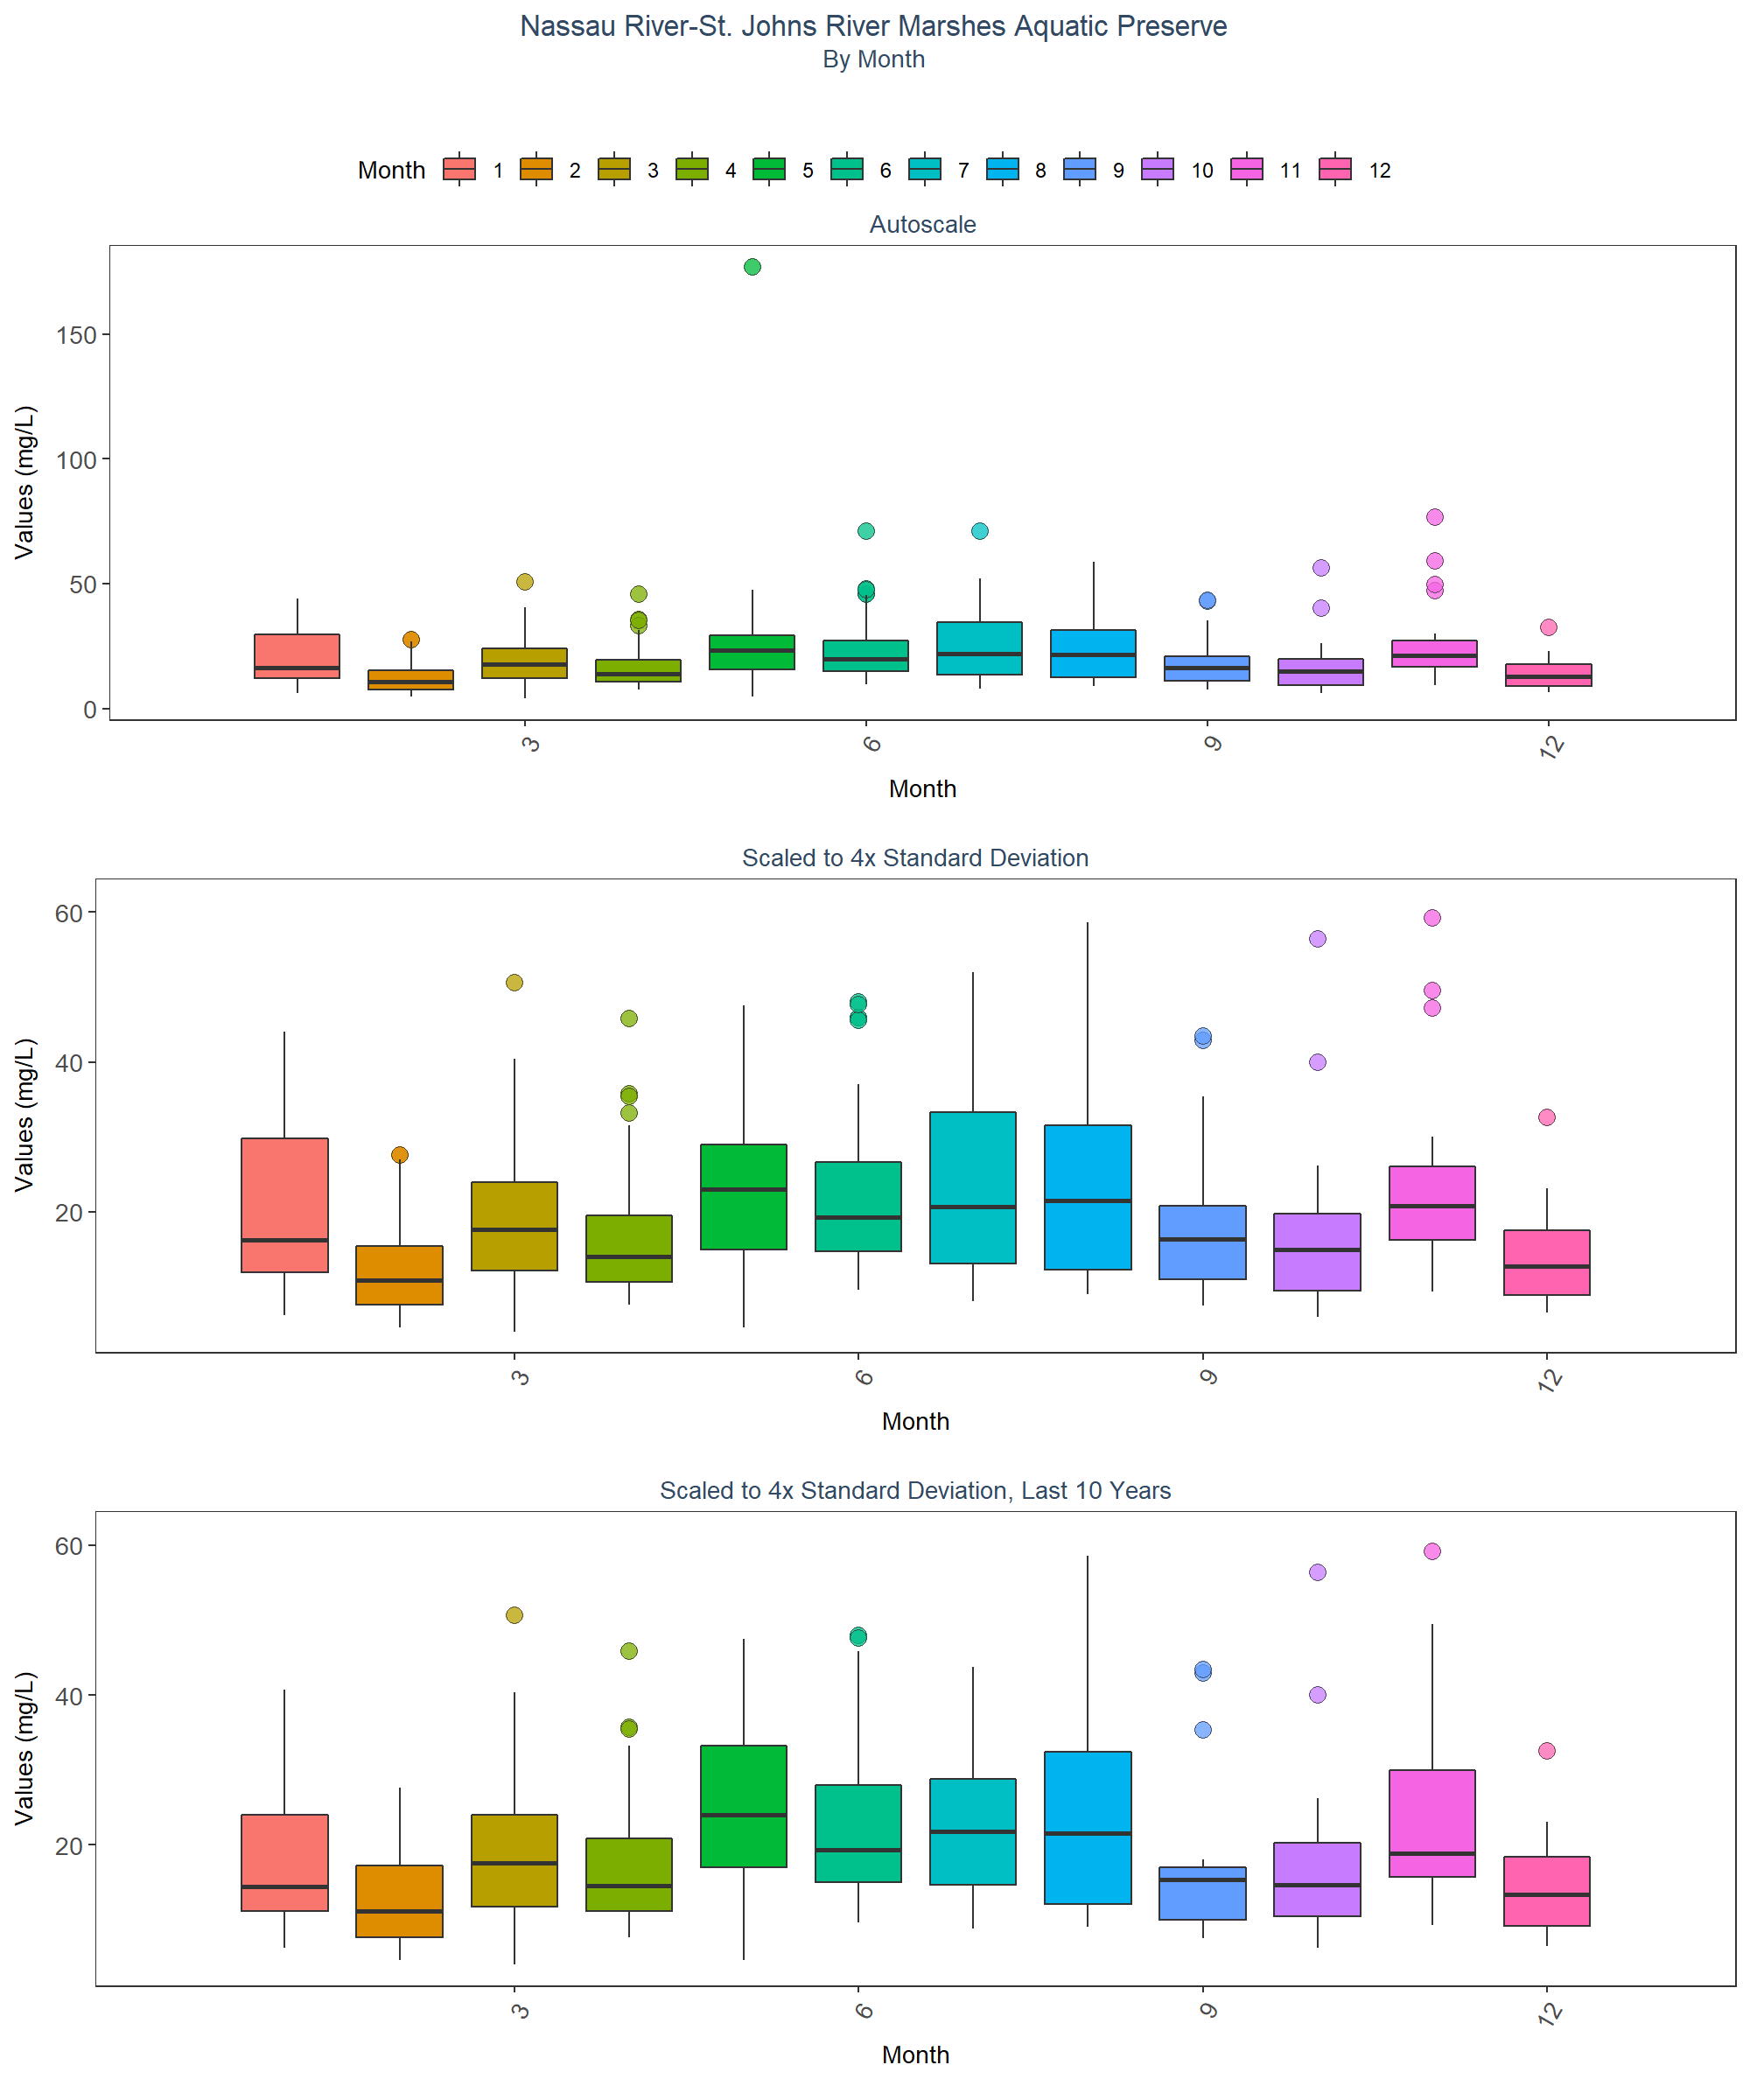 Nassau River-St. Johns River Marshes Aquatic Preserve
By Month
Month 1 2 3 4 5 6 7 8 9 10 11 12
Autoscale
Values (mg/L)
150
100
50
0
3 6 9 12
Month
Scaled to 4x Standard Deviation
Values (mg/L)
60
40
20
3 6 9 12
Month
Scaled to 4x Standard Deviation, Last 10 Years
Values (mg/L)
60
40
20
3 6 9 12
Month